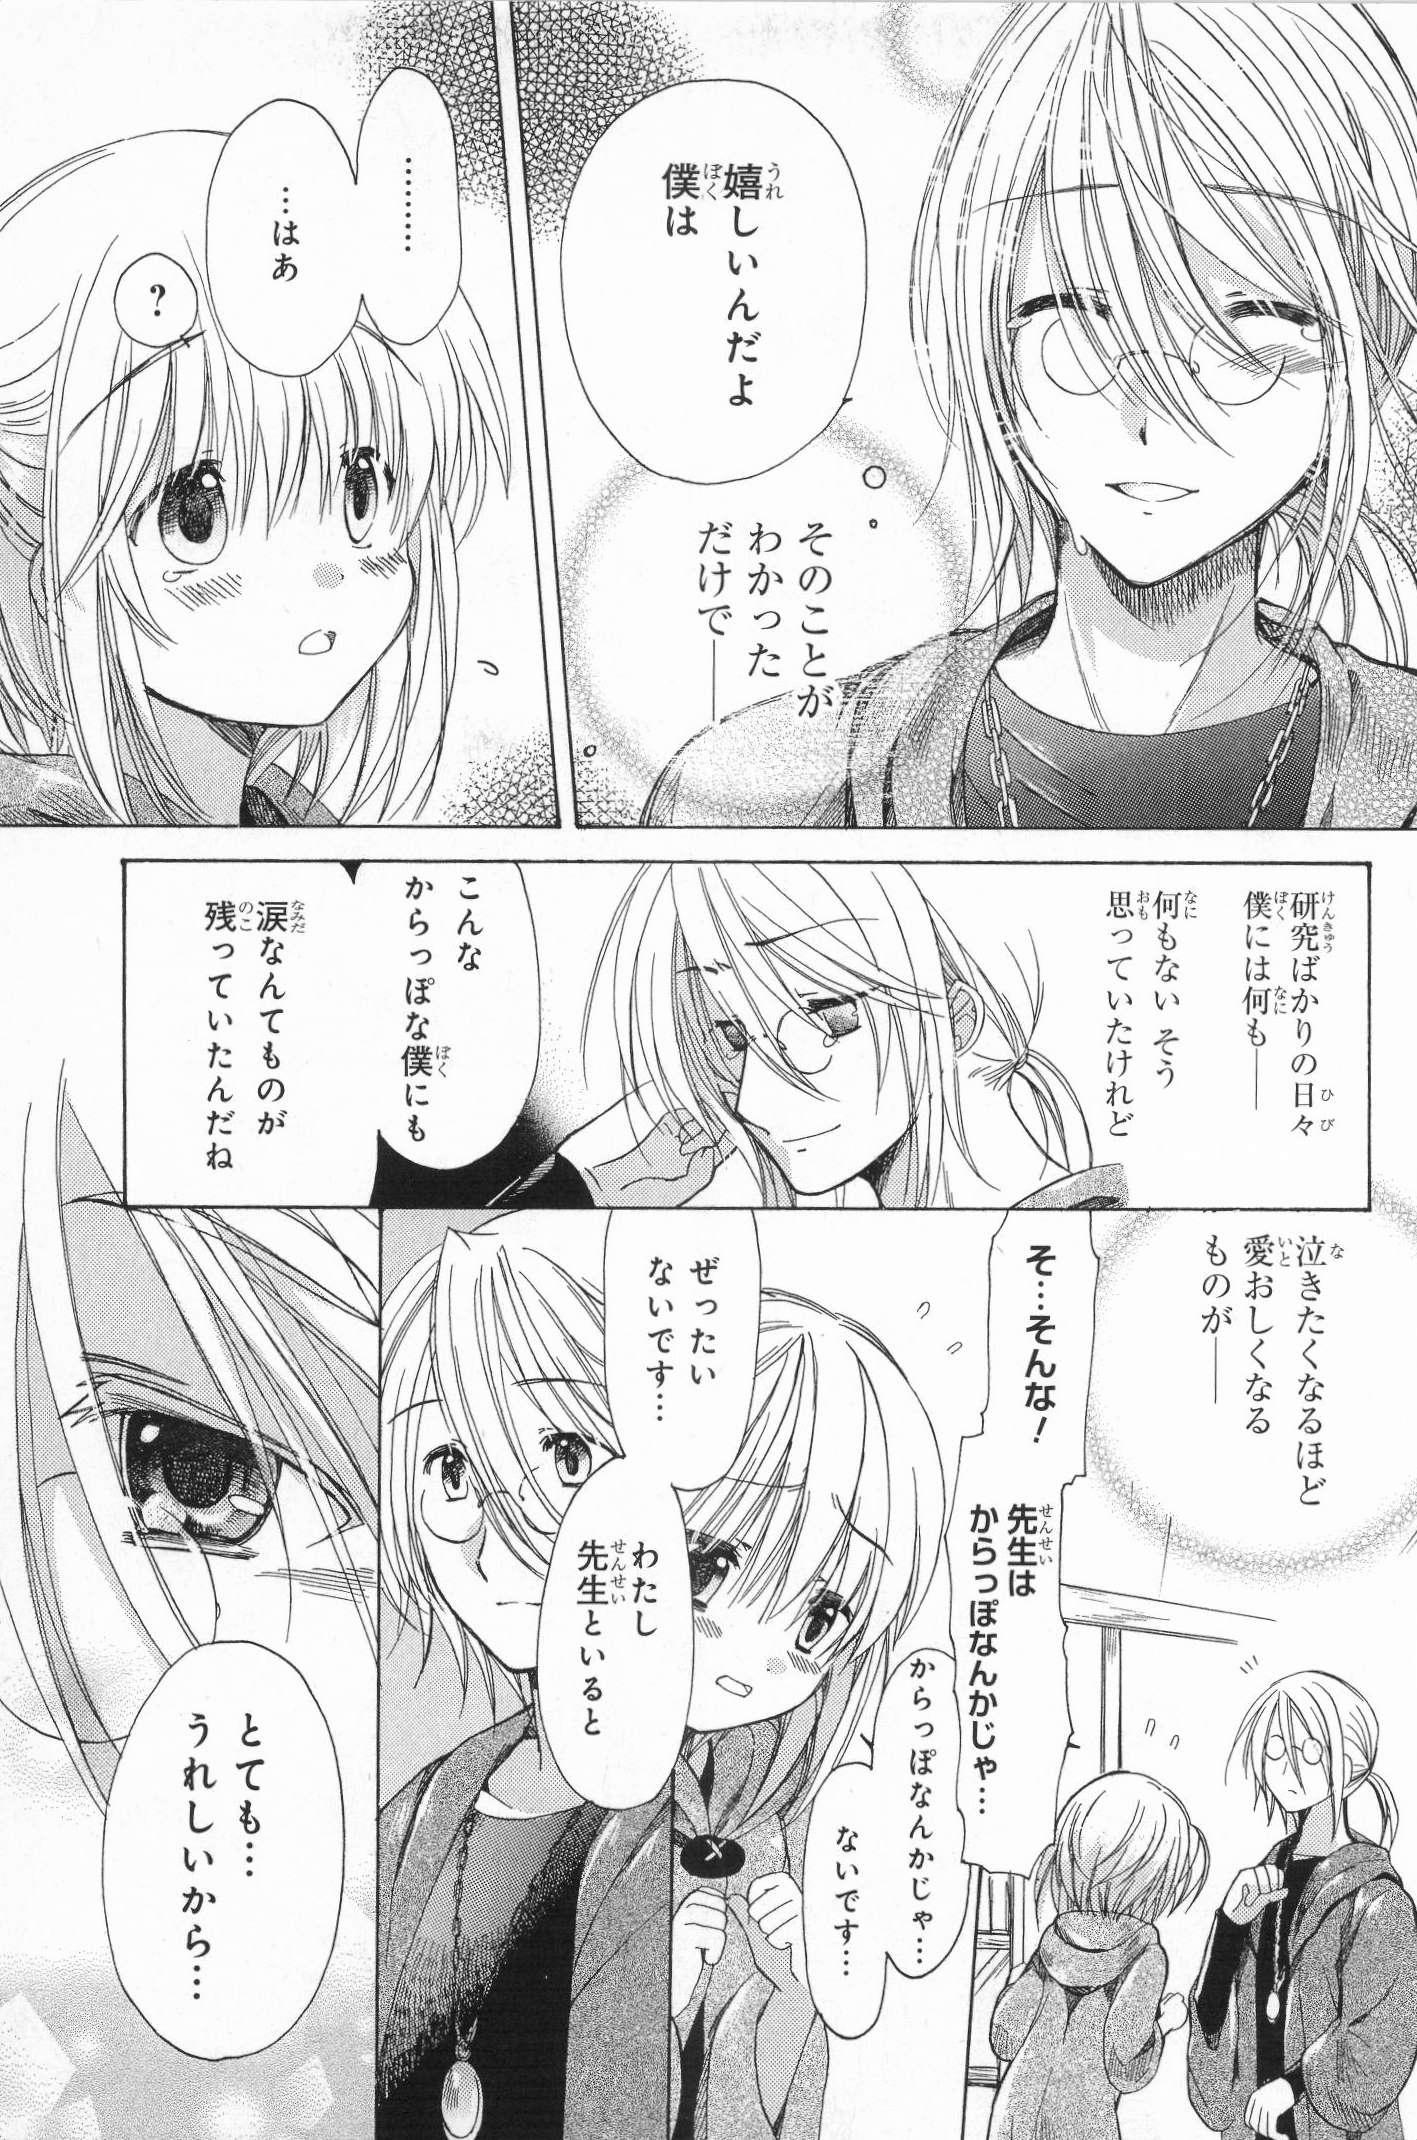 嬉しいんだよ
僕は
そのことが
わかった
だけで――
………
…はあ
?
研究ばかりの日々
僕には何も――
何もない そう
思っていたけれど
こんな
からっぽな僕にも
涙なんてものが
残っていたんだね
泣きたくなるほど
愛おしくなる
ものが――
そ…そんな!
先生は
からっぽなんかじゃ…
からっぽなんかじゃ…
ないです…
ぜったい
ないです…
わたし
先生といると
とても…
うれしいから…